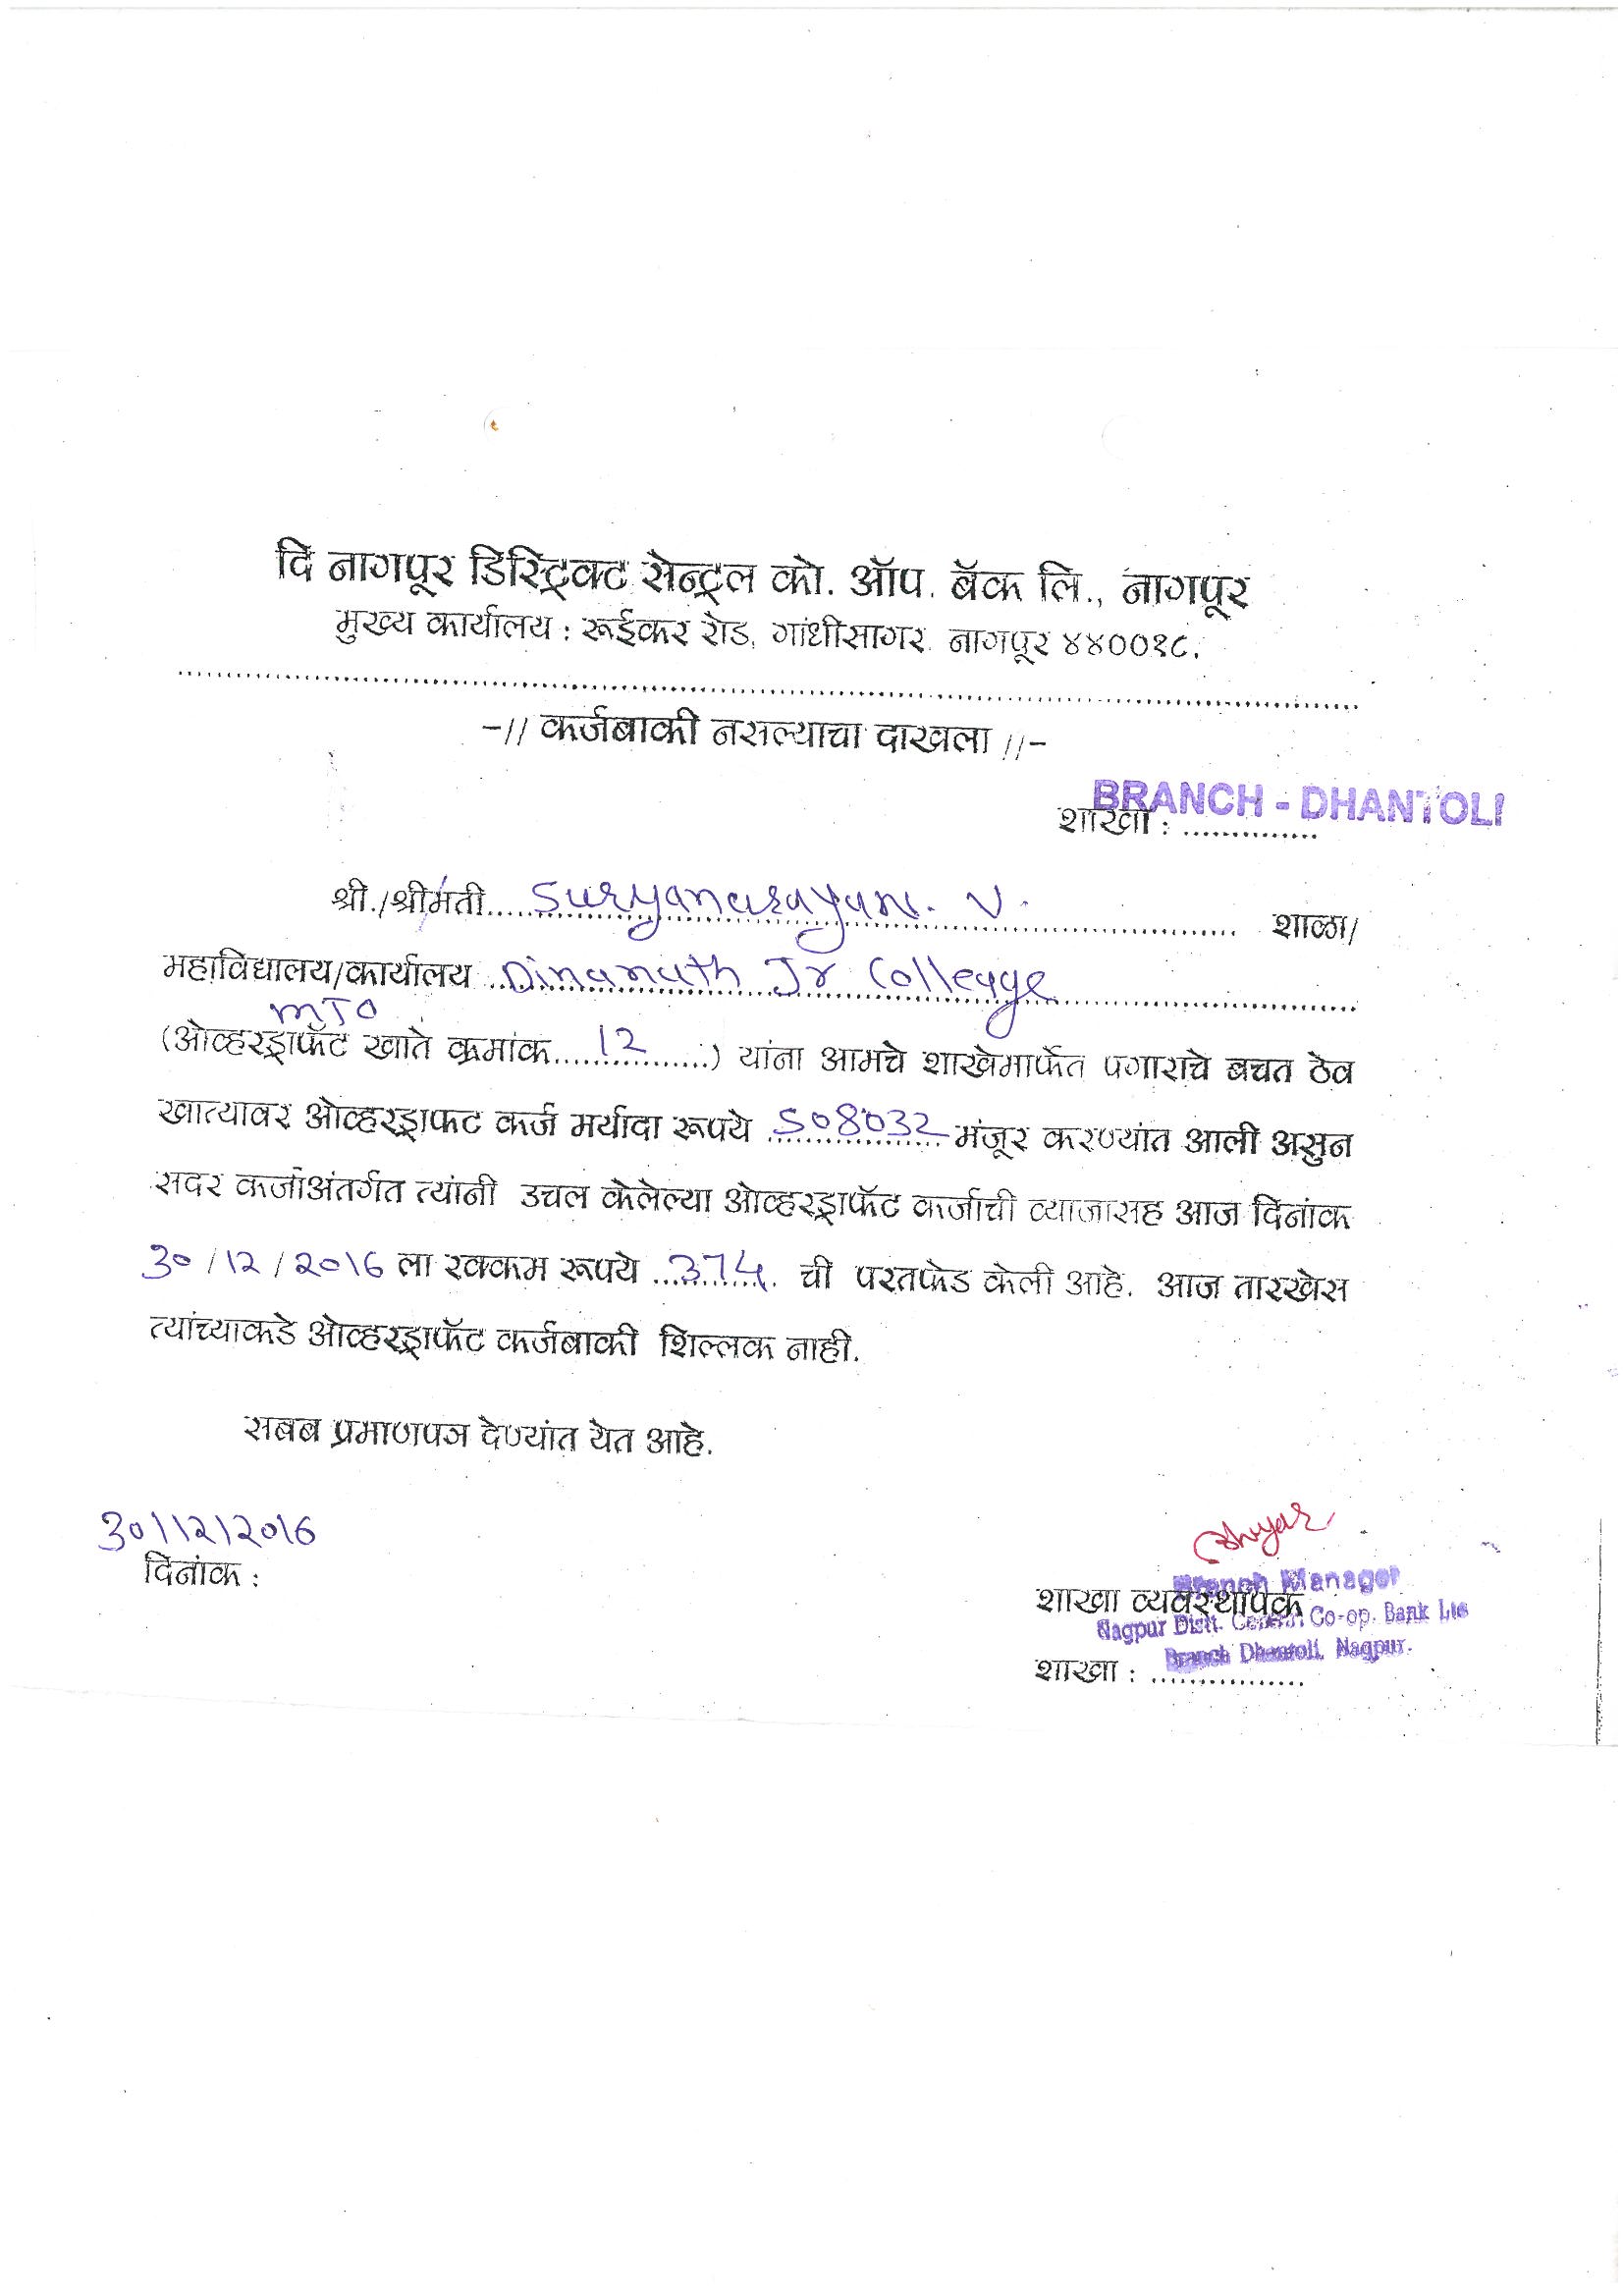 दि नागपूर डिस्ट्रिक्ट सेन्ट्रल को. ऑप. बॅक लि., नागपूर
मुख्य कार्यालय : रूईकर रोड, गांधीसागर नागपूर ४४००१८.
-// कर्जबाकी नसल्याचा दाखला //-
BRANCH - DHANTOLI
शाखा : ..............
श्री./श्रीमती.... Suryanarayan. V. .... शाळा/
महाविद्यालय/कार्यालय ..Dinanath Jr Colleyge....
MTO
(ओव्हरड्राफॅट खाते क्रमांक....12.......) यांना आमचे शाखेमार्फत पगाराचे बचत ठेव
खात्यावर ओव्हरड्राफट कर्ज मर्यादा रूपये 508032 मंजूर करण्यांत आली असुन
सदर कर्जाअंतर्गत त्यांनी उचल केलेल्या ओव्हरड्राफॅट कर्जाची व्याजासह आज दिनांक
30/12/2016 ला रक्कम रूपये ..374. ची परतफेड केली आहे. आज तारखेस
त्यांच्याकडे ओव्हरड्राफॅट कर्जबाकी शिल्लक नाही.
सबब प्रमाणपत्र देण्यांत येत आहे.
30/12/2016
दिनांक :
Branch Manager
शाखा व्यवस्थापक
Nagpur Distt. Central Co-op. Bank Ltd
Branch Dhantoli, Nagpur.
शाखा : ................